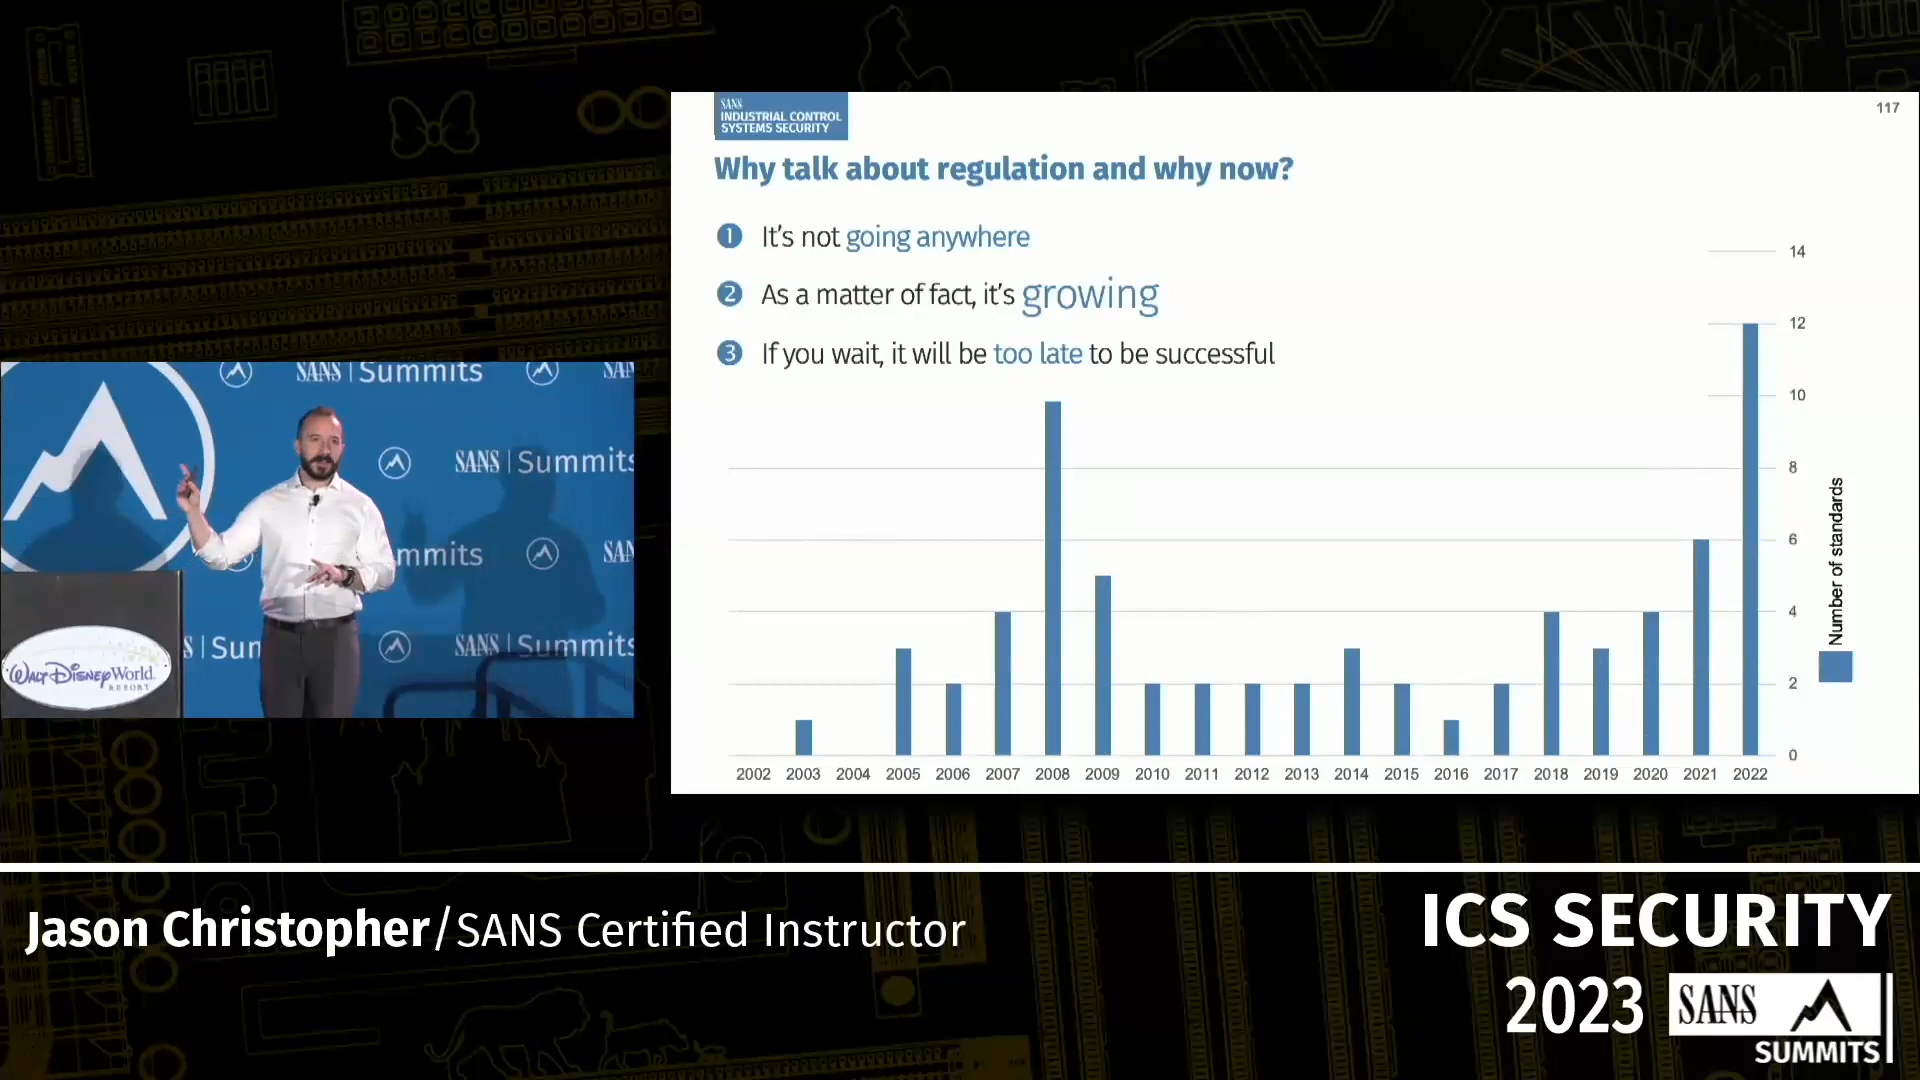 SANS
INDUSTRIAL CONTROL
SYSTEMS SECURITY
117
Why talk about regulation and why now?
1 It's not going anywhere
2 As a matter of fact, it's growing
3 If you wait, it will be too late to be successful
14
12
10
8
6
4
2
0
Number of standards
2002 2003 2004 2005 2006 2007 2008 2009 2010 2011 2012 2013 2014 2015 2016 2017 2018 2019 2020 2021 2022
SANS | Summits SAN
SANS | Summits
mmits SAN
S | Sun SANS | Summits
Walt Disney World
RESORT
Jason Christopher/SANS Certified Instructor
ICS SECURITY
2023
SANS
SUMMITS